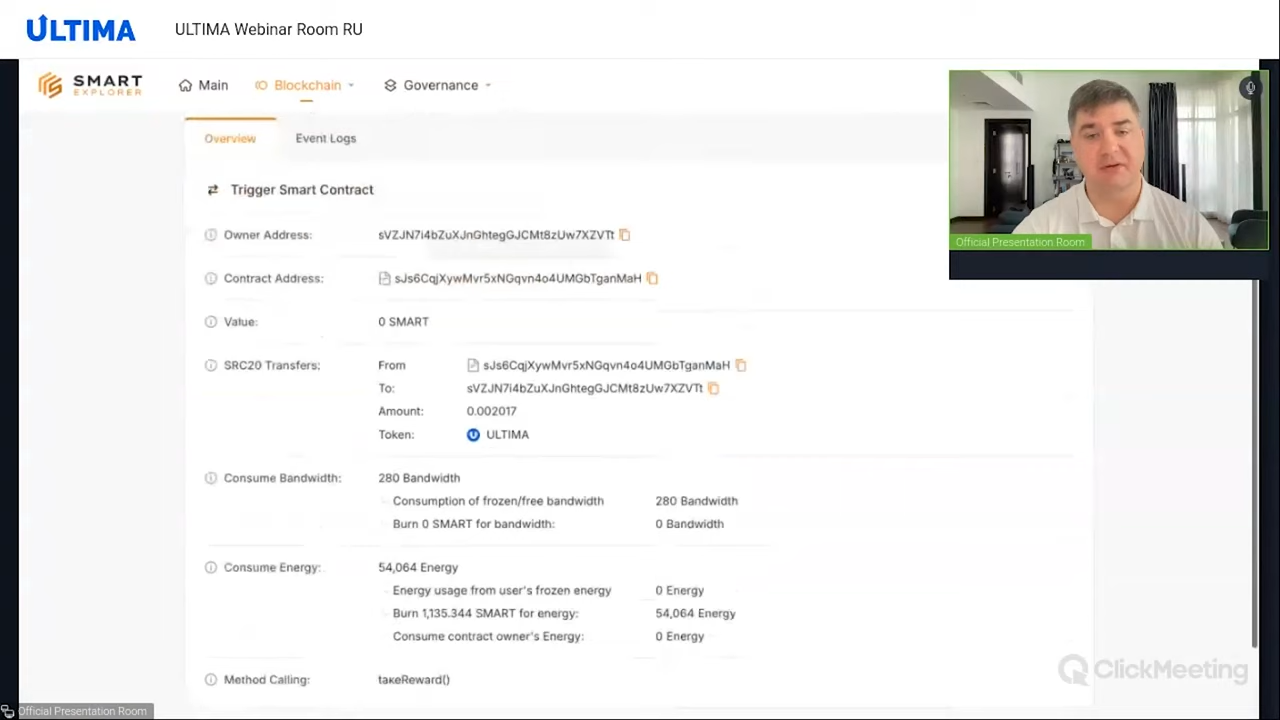 ULTIMA
ULTIMA Webinar Room RU
SMART
EXPLORER
Main
Blockchain
Governance
Overview
Event Logs
Trigger Smart Contract
Owner Address: sVZJN7i4bZuXJnGhtegGJCMt8zUw7XZVTt
Contract Address: sJs6CqjXywMvr5xNGqvn4o4UMGbTganMaH
Value: 0 SMART
SRC20 Transfers: From sJs6CqjXywMvr5xNGqvn4o4UMGbTganMaH
To: sVZJN7i4bZuXJnGhtegGJCMt8zUw7XZVTt
Amount: 0.002017
Token: ULTIMA
Consume Bandwidth: 280 Bandwidth
Consumption of frozen/free bandwidth 280 Bandwidth
Burn 0 SMART for bandwidth: 0 Bandwidth
Consume Energy: 54,064 Energy
Energy usage from user's frozen energy 0 Energy
Burn 1,135.344 SMART for energy: 54,064 Energy
Consume contract owner's Energy: 0 Energy
Method Calling: takeReward()
Official Presentation Room
ClickMeeting
Official Presentation Room